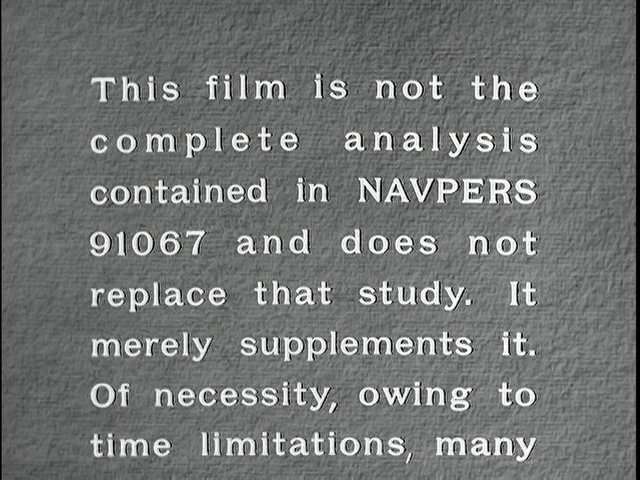 This film is not the
complete analysis
contained in NAVPERS
91067 and does not
replace that study. It
merely supplements it.
Of necessity, owing to
time limitations, many